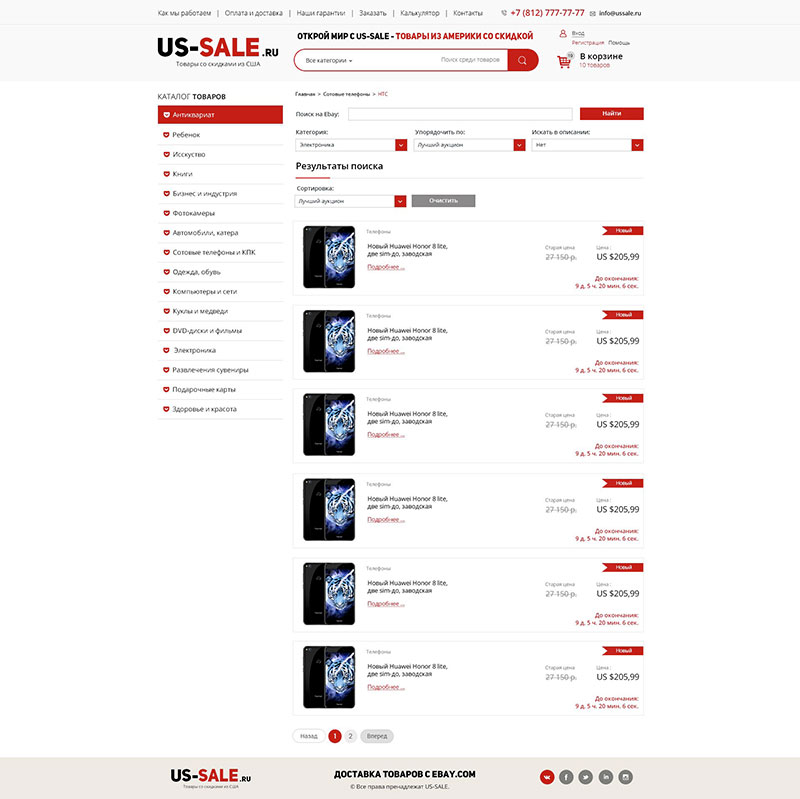 Как мы работаем | Оплата и доставка | Наши гарантии | Заказать | Калькулятор | Контакты
+7 (812) 777-77-77 info@ussale.ru
US-SALE.RU
Товары со скидками из США
ОТКРОЙ МИР С US-SALE - ТОВАРЫ ИЗ АМЕРИКИ СО СКИДКОЙ
Все категории Поиск среди товаров
Вход
Регистрация Помощь
В корзине
10 товаров
КАТАЛОГ ТОВАРОВ
Антиквариат
Ребенок
Исскуство
Книги
Бизнес и индустрия
Фотокамеры
Автомобили, катера
Сотовые телефоны и КПК
Одежда, обувь
Компьютеры и сети
Куклы и медведи
DVD-диски и фильмы
Электроника
Развлечения сувениры
Подарочные карты
Здоровье и красота
Главная > Сотовые телефоны > HTC
Поиск на Ebay: Найти
Категория: Упорядочить по: Искать в описании:
Электроника Лучший аукцион Нет
Результаты поиска
Сортировка:
Лучший аукцион Очистить
Телефоны Новый
Новый Huawei Honor 8 lite,
две sim-до, заводская
Подробнее ...
Старая цена Цена :
27 150 р. US $205,99
До окончания:
9 д. 5 ч. 20 мин. 6 сек.
Телефоны Новый
Новый Huawei Honor 8 lite,
две sim-до, заводская
Подробнее ...
Старая цена Цена :
27 150 р. US $205,99
До окончания:
9 д. 5 ч. 20 мин. 6 сек.
Телефоны Новый
Новый Huawei Honor 8 lite,
две sim-до, заводская
Подробнее ...
Старая цена Цена :
27 150 р. US $205,99
До окончания:
9 д. 5 ч. 20 мин. 6 сек.
Телефоны Новый
Новый Huawei Honor 8 lite,
две sim-до, заводская
Подробнее ...
Старая цена Цена :
27 150 р. US $205,99
До окончания:
9 д. 5 ч. 20 мин. 6 сек.
Телефоны Новый
Новый Huawei Honor 8 lite,
две sim-до, заводская
Подробнее ...
Старая цена Цена :
27 150 р. US $205,99
До окончания:
9 д. 5 ч. 20 мин. 6 сек.
Телефоны Новый
Новый Huawei Honor 8 lite,
две sim-до, заводская
Подробнее ...
Старая цена Цена :
27 150 р. US $205,99
До окончания:
9 д. 5 ч. 20 мин. 6 сек.
Назад 1 2 Вперед
US-SALE.RU
Товары со скидками из США
ДОСТАВКА ТОВАРОВ С EBAY.COM
© Все права пренадлежат US-SALE.